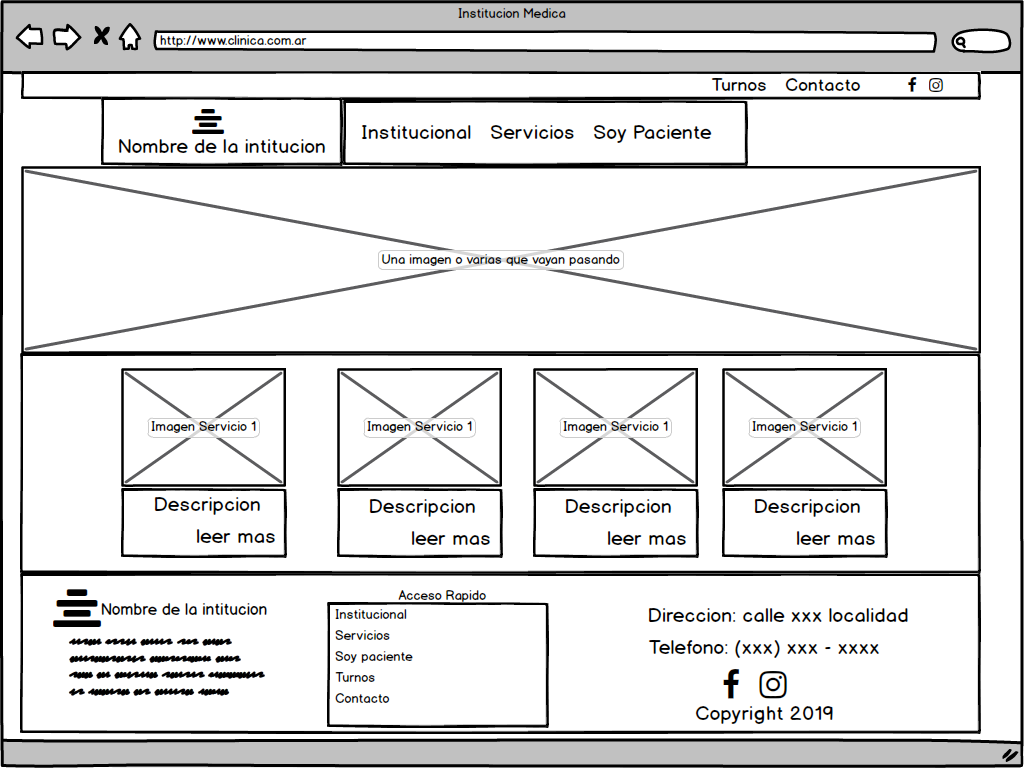 Institucion Medica
http://www.clinica.com.ar
Turnos Contacto
Nombre de la intitucion
Institucional Servicios Soy Paciente
Una imagen o varias que vayan pasando
Imagen Servicio 1 Imagen Servicio 1 Imagen Servicio 1 Imagen Servicio 1
Descripcion Descripcion Descripcion Descripcion
leer mas leer mas leer mas leer mas
Nombre de la intitucion
Acceso Rapido
Institucional
Servicios
Soy paciente
Turnos
Contacto
Direccion: calle xxx localidad
Telefono: (xxx) xxx - xxxx
Copyright 2019